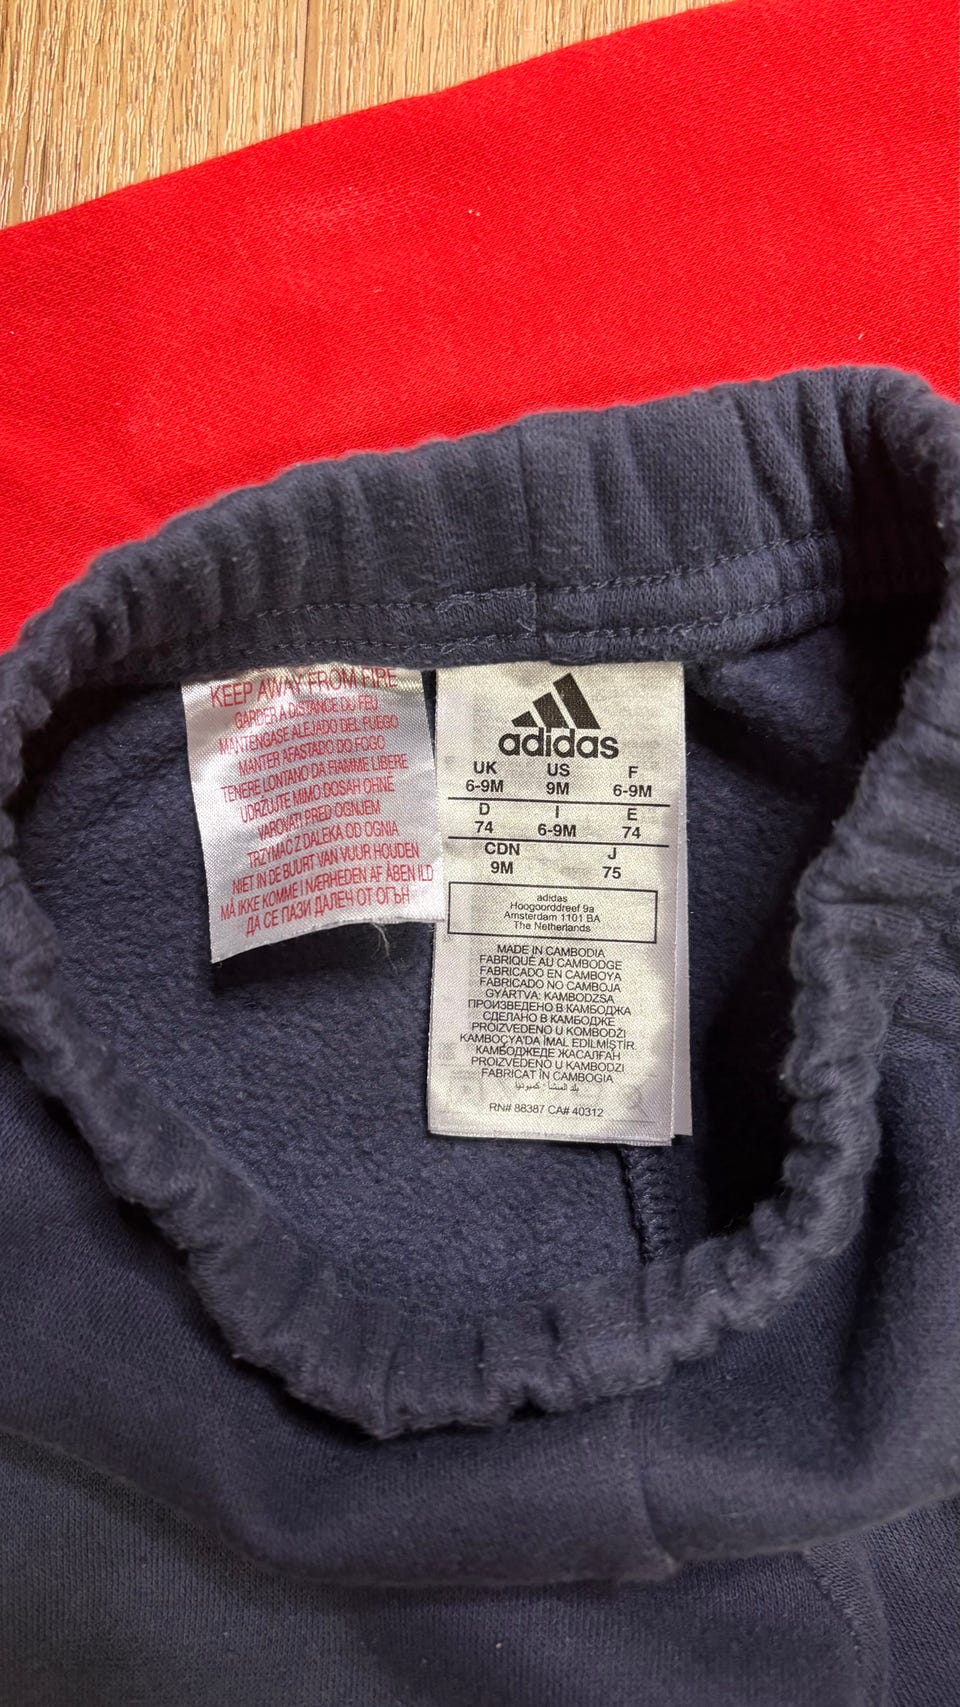 KEEP AWAY FROM FIRE
GARDER A DISTANCE DU FEU
MANTENGASE ALEJADO DEL FUEGO
MANTER AFASTADO DO FOGO
TENERE LONTANO DA FIAMME LIBERE
UDRŽUJTE MIMO DOSAH OHNĚ
VAROVATI PRED OGNJEM
TRZYMAĆ Z DALEKA OD OGNIA
NIET IN DE BUURT VAN VUUR HOUDEN
MÅ IKKE KOMME I NÆRHEDEN AF ÅBEN ILD
ДА СЕ ПАЗИ ДАЛЕЧ ОТ ОГЪН
adidas
UK US F
6-9M 9M 6-9M
D I E
74 6-9M 74
CDN J
9M 75
adidas
Hoogoorddreef 9a
Amsterdam 1101 BA
The Netherlands
MADE IN CAMBODIA
FABRIQUÉ AU CAMBODGE
FABRICADO EN CAMBOYA
FABRICADO NO CAMBOJA
GYÁRTVA: KAMBODZSA
ПРОИЗВЕДЕНО В КАМБОДЖА
СДЕЛАНО В КАМБОДЖЕ
PROIZVEDENO U KOMBODŽI
KAMBOÇYA'DA İMAL EDİLMİŞTİR.
КАМБОДЖЕДЕ ЖАСАЛҒАН
PROIZVEDENO U KAMBODZI
FABRICAT ÎN CAMBOGIA
بلد المنشأ - كمبوديا
RN# 88387 CA# 40312